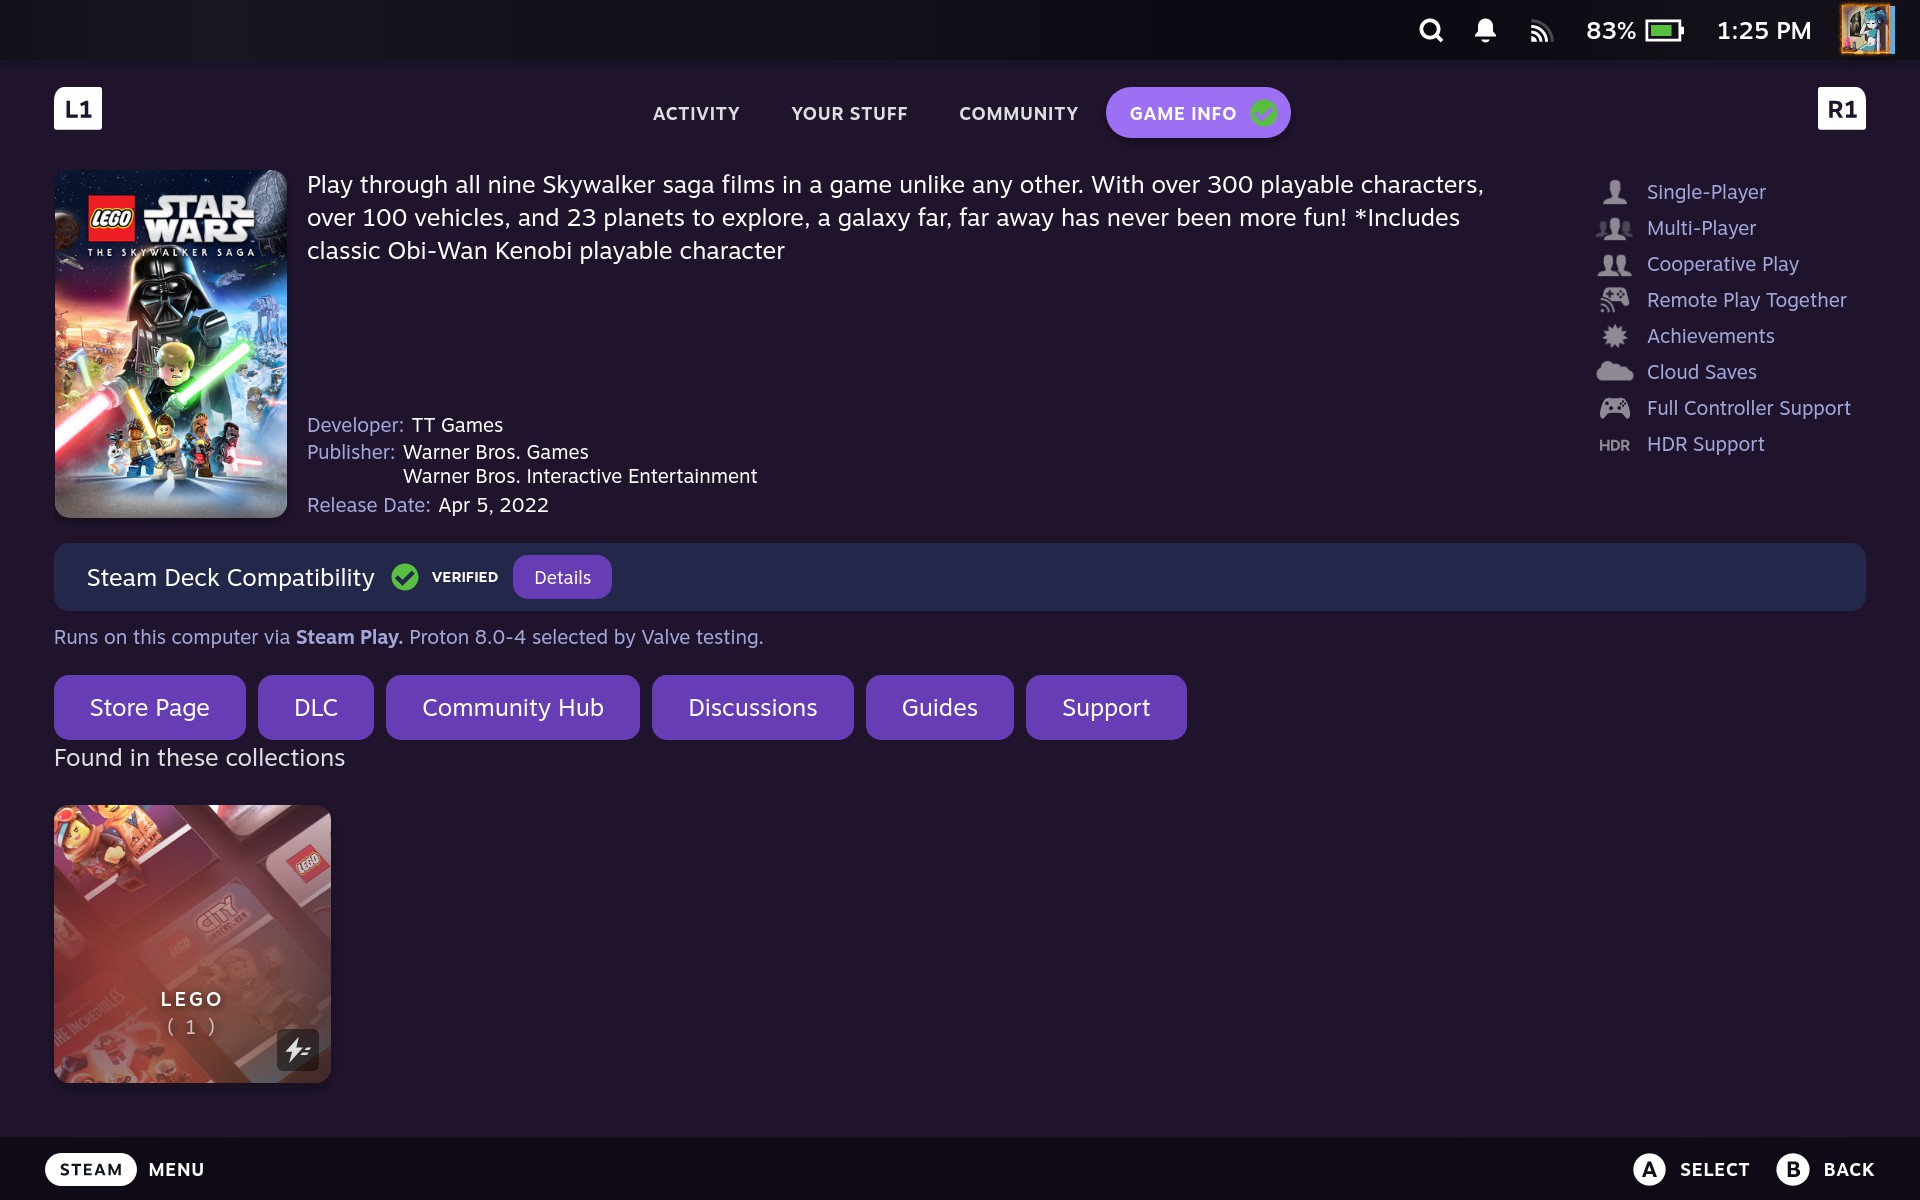 83%
1:25 PM
L1
ACTIVITY
YOUR STUFF
COMMUNITY
GAME INFO
R1
LEGO
STAR WARS
THE SKYWALKER SAGA
Play through all nine Skywalker saga films in a game unlike any other. With over 300 playable characters,
over 100 vehicles, and 23 planets to explore, a galaxy far, far away has never been more fun! *Includes
classic Obi-Wan Kenobi playable character
Developer: TT Games
Publisher: Warner Bros. Games
Warner Bros. Interactive Entertainment
Release Date: Apr 5, 2022
Single-Player
Multi-Player
Cooperative Play
Remote Play Together
Achievements
Cloud Saves
Full Controller Support
HDR HDR Support
Steam Deck Compatibility
VERIFIED
Details
Runs on this computer via Steam Play. Proton 8.0-4 selected by Valve testing.
Store Page
DLC
Community Hub
Discussions
Guides
Support
Found in these collections
LEGO
CITY
UNDERCOVER
LEGO
THE INCREDIBLES
LEGO
( 1 )
STEAM
MENU
A SELECT
B BACK